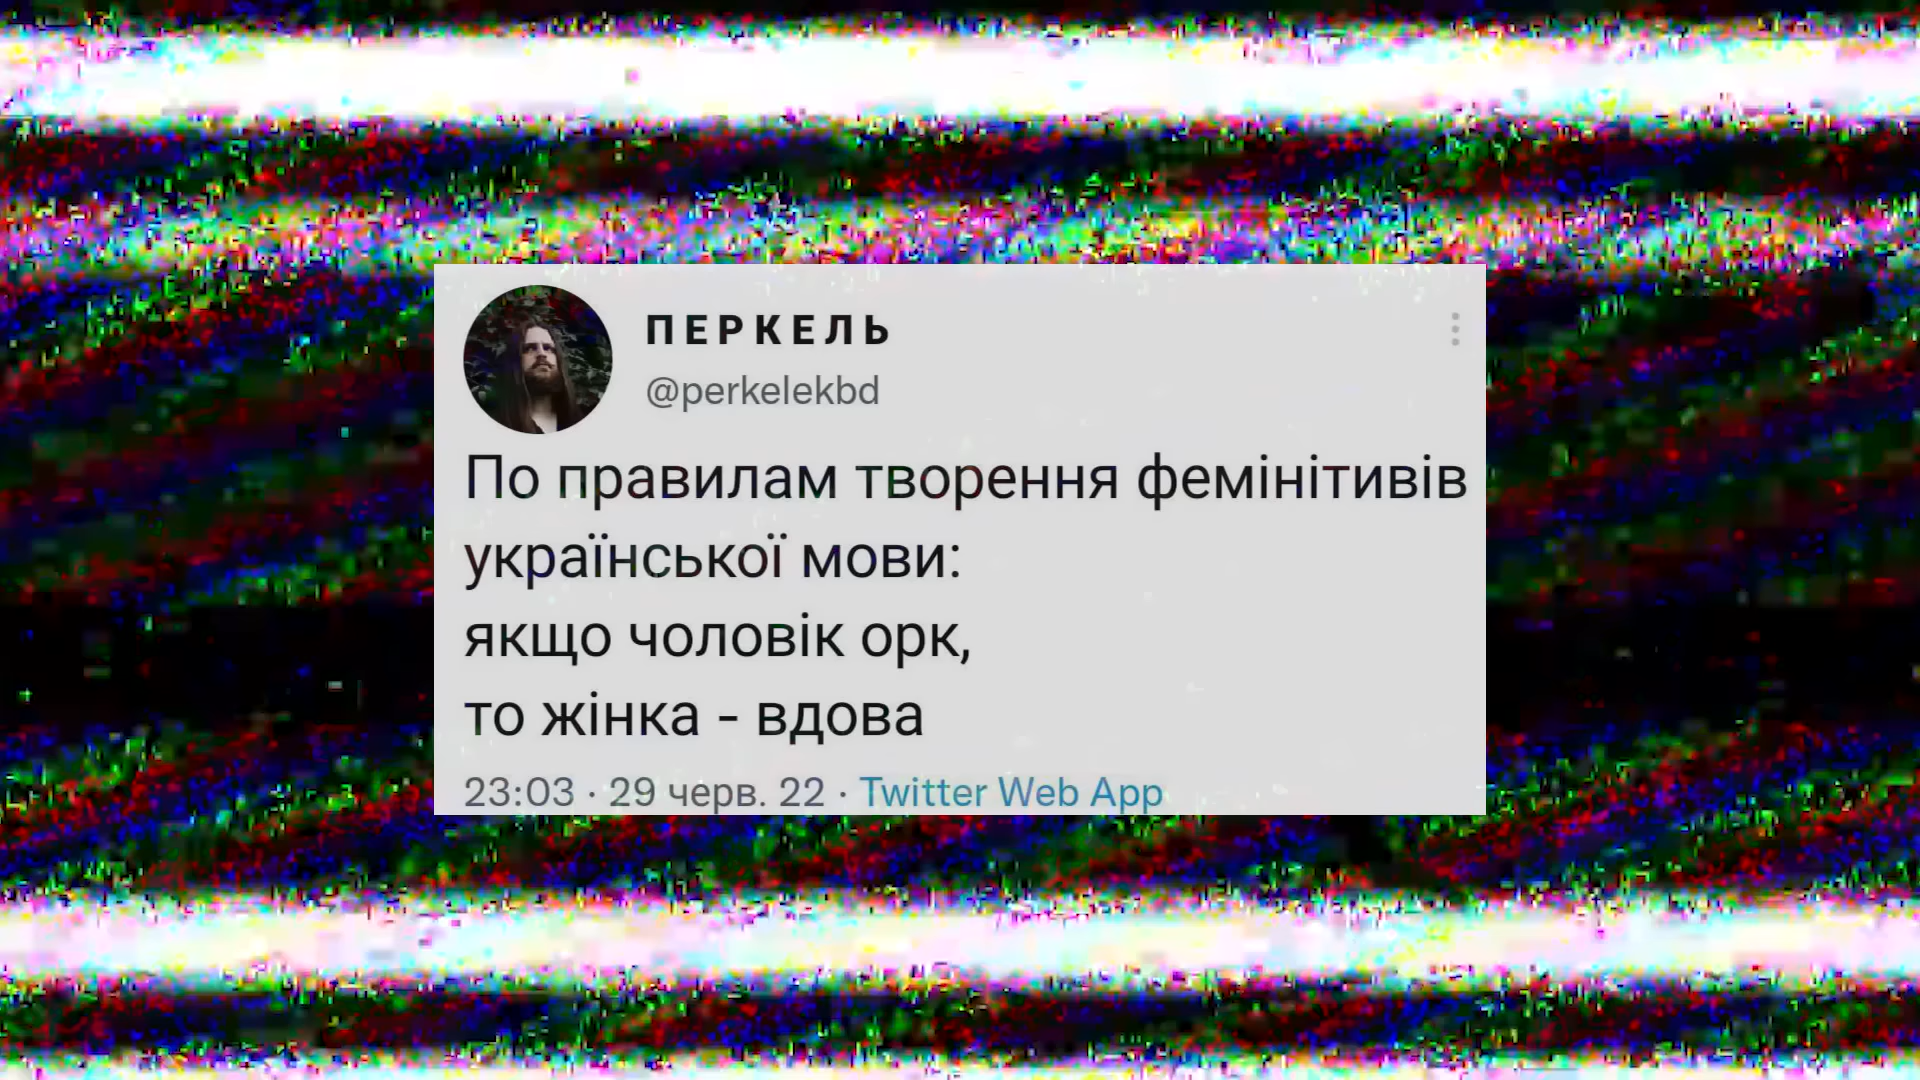 ПЕРКЕЛЬ
@perkelekbd
По правилам творення фемінітивів
української мови:
якщо чоловік орк,
то жінка - вдова
23:03 · 29 черв. 22 · Twitter Web App